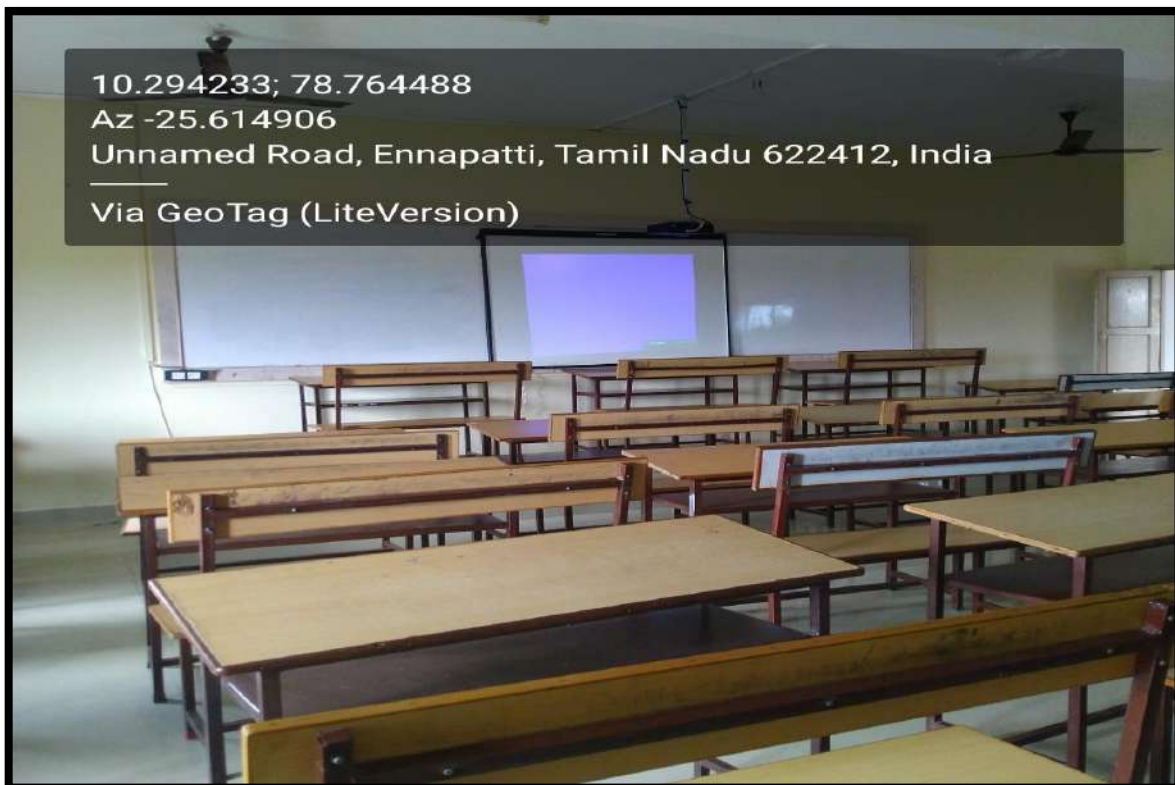 10.294233; 78.764488
Az -25.614906
Unnamed Road, Ennapatti, Tamil Nadu 622412, India
Via GeoTag (LiteVersion)